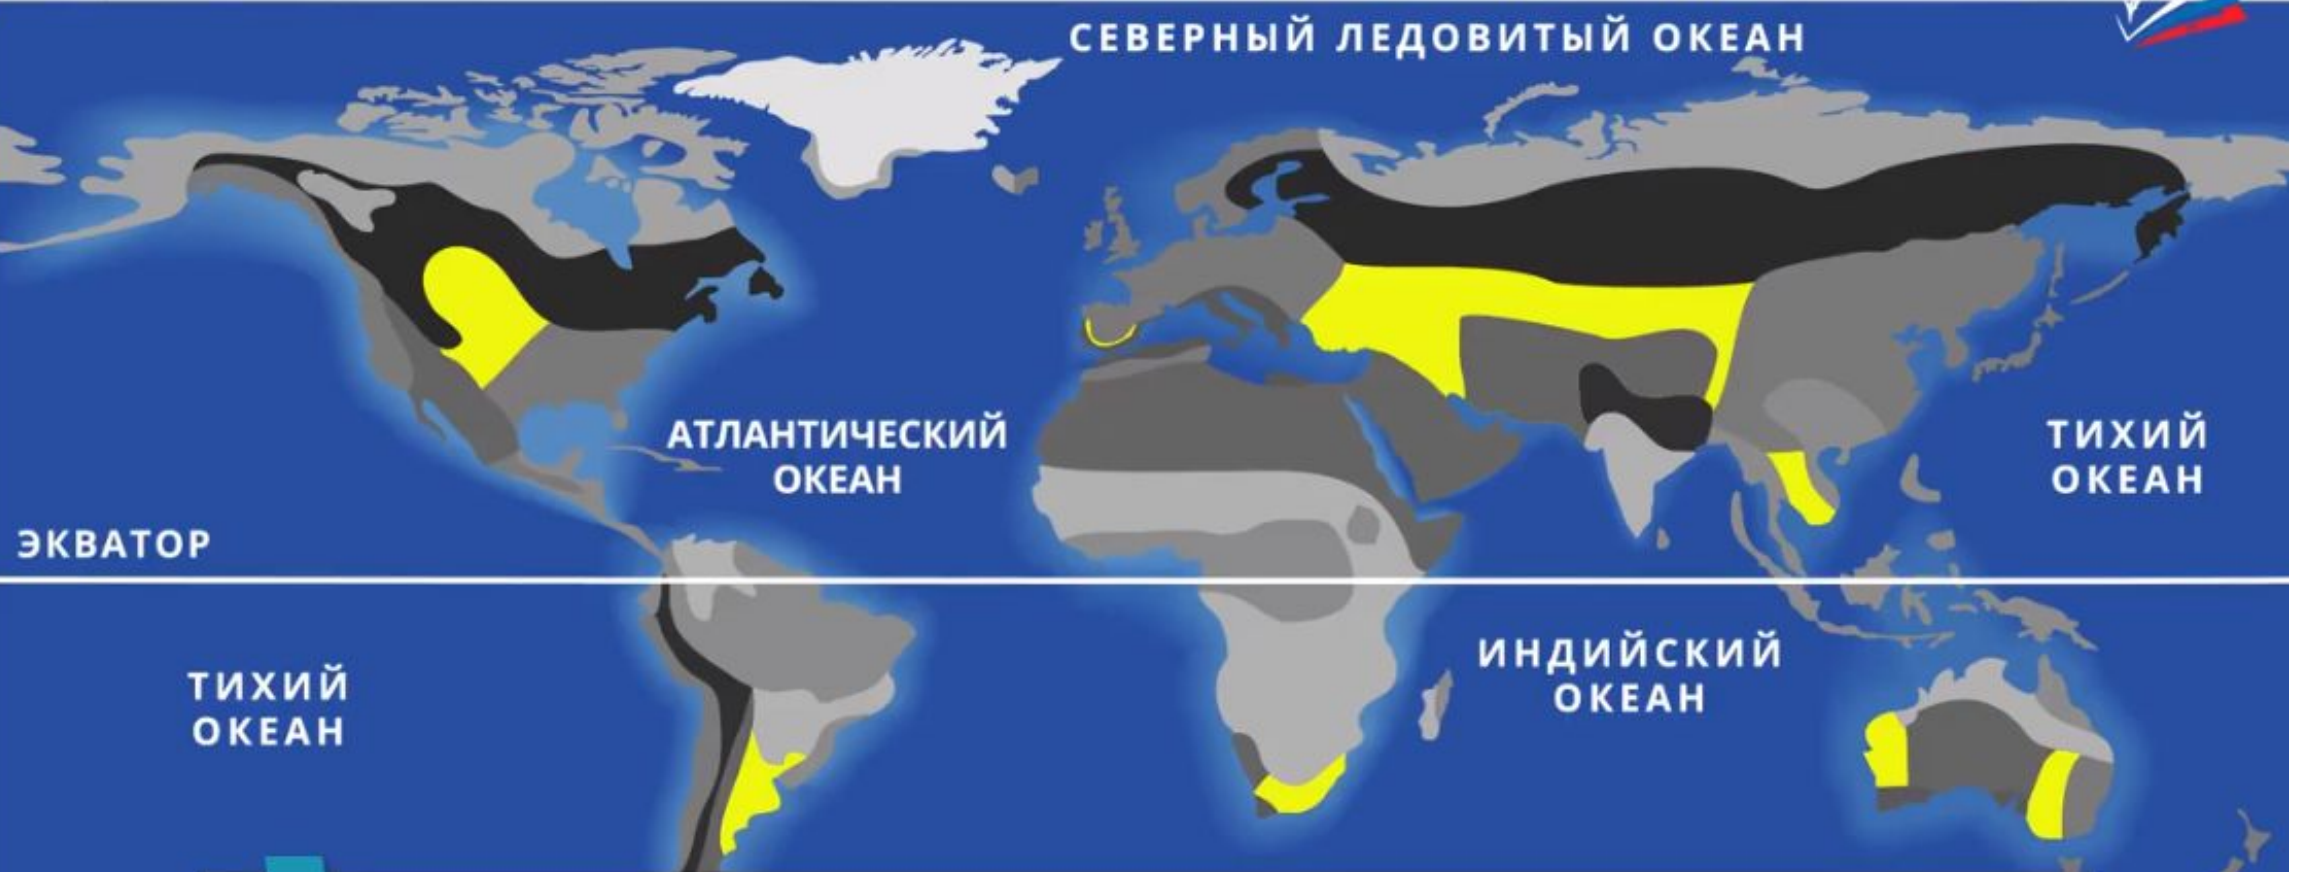 СЕВЕРНЫЙ ЛЕДОВИТЫЙ ОКЕАН
АТЛАНТИЧЕСКИЙ
ОКЕАН
ТИХИЙ
ОКЕАН
ЭКВАТОР
ИНДИЙСКИЙ
ОКЕАН
ТИХИЙ
ОКЕАН